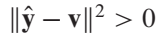 ‖ŷ − v‖² > 0